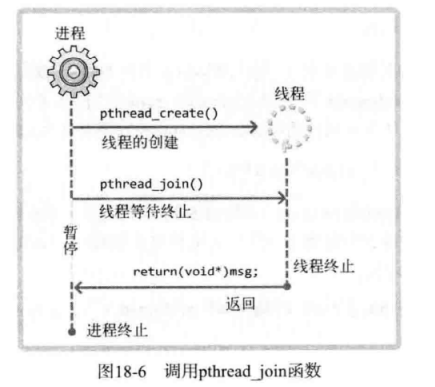 进程
线程
pthread_create()
线程的创建
pthread_join()
线程等待终止
暂停
return(void*)msg;
线程终止
返回
进程终止
图18-6 调用pthread_join函数